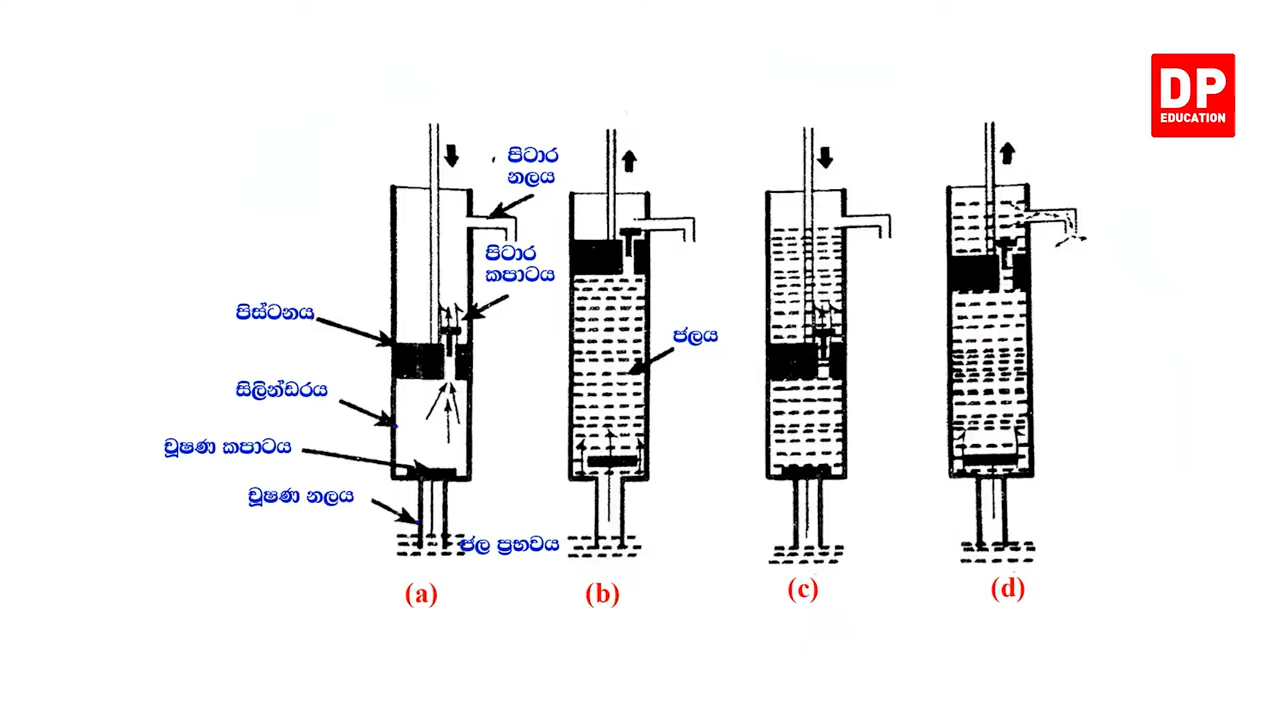 DP
EDUCATION
පිටාර
නලය
පිටාර
කපාටය
පිස්ටනය
ජලය
සිලින්ඩරය
චූෂණ කපාටය
චූෂණ නලය
ජල ප්‍රභවය
(a)
(b)
(c)
(d)